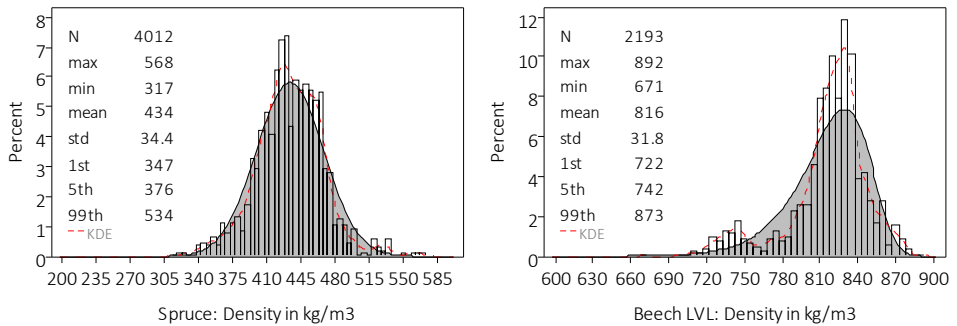 8
7
6
5
4
3
2
1
0
Percent
N 4012
max 568
min 317
mean 434
std 34.4
1st 347
5th 376
99th 534
KDE
200 235 270 305 340 375 410 445 480 515 550 585
Spruce: Density in kg/m3
12
10
8
6
4
2
0
Percent
N 2193
max 892
min 671
mean 816
std 31.8
1st 722
5th 742
99th 873
KDE
600 630 660 690 720 750 780 810 840 870 900
Beech LVL: Density in kg/m3